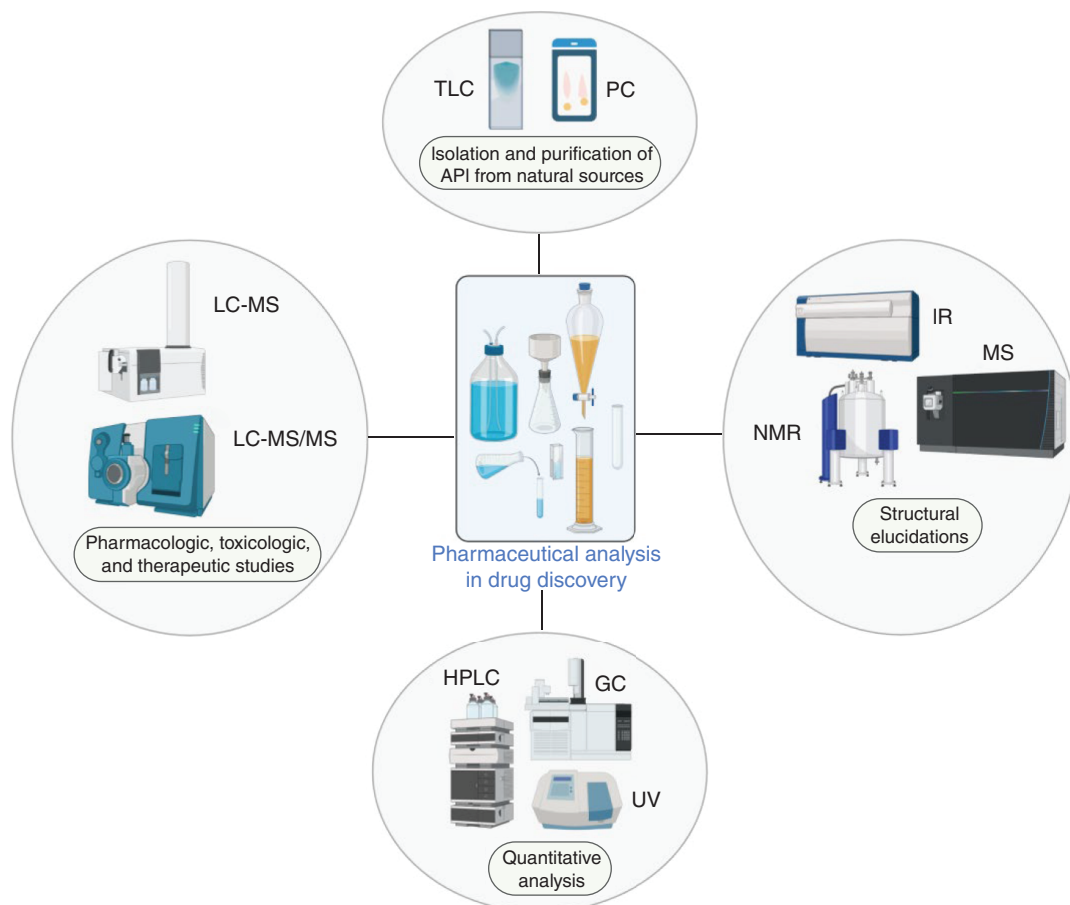 TLC
PC
Isolation and purification of
API from natural sources
LC-MS
LC-MS/MS
Pharmacologic, toxicologic,
and therapeutic studies
Pharmaceutical analysis
in drug discovery
IR
MS
NMR
Structural
elucidations
HPLC
GC
UV
Quantitative
analysis